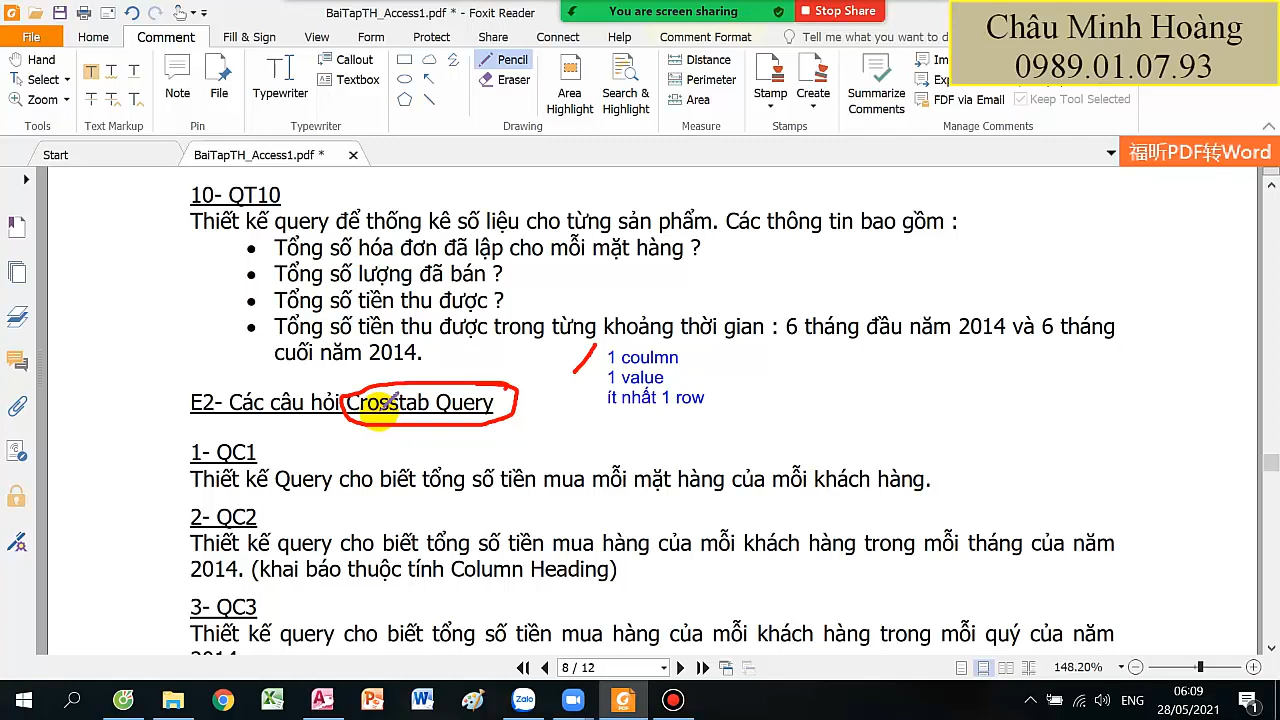 BaiTapTH_Access1.pdf * - Foxit Reader
You are screen sharing
Stop Share
Châu Minh Hoàng
0989.01.07.93
File
Home
Comment
Fill & Sign
View
Form
Protect
Share
Connect
Help
Comment Format
Tell me what you want to do
Hand
Select
Zoom
Tools
Text Markup
Note
File
Pin
Typewriter
Callout
Textbox
Typewriter
Pencil
Eraser
Drawing
Area
Highlight
Search &
Highlight
Distance
Perimeter
Area
Measure
Stamp
Create
Stamps
Summarize
Comments
FDF via Email
Keep Tool Selected
Manage Comments
Start
BaiTapTH_Access1.pdf *
福昕PDF转Word
10- QT10
Thiết kế query để thống kê số liệu cho từng sản phẩm. Các thông tin bao gồm :
• Tổng số hóa đơn đã lập cho mỗi mặt hàng ?
• Tổng số lượng đã bán ?
• Tổng số tiền thu được ?
• Tổng số tiền thu được trong từng khoảng thời gian : 6 tháng đầu năm 2014 và 6 tháng
cuối năm 2014.
1 coulmn
1 value
ít nhất 1 row
E2- Các câu hỏi Crosstab Query
1- QC1
Thiết kế Query cho biết tổng số tiền mua mỗi mặt hàng của mỗi khách hàng.
2- QC2
Thiết kế query cho biết tổng số tiền mua hàng của mỗi khách hàng trong mỗi tháng của năm
2014. (khai báo thuộc tính Column Heading)
3- QC3
Thiết kế query cho biết tổng số tiền mua hàng của mỗi khách hàng trong mỗi quý của năm
8 / 12
148.20%
ENG
06:09
28/05/2021